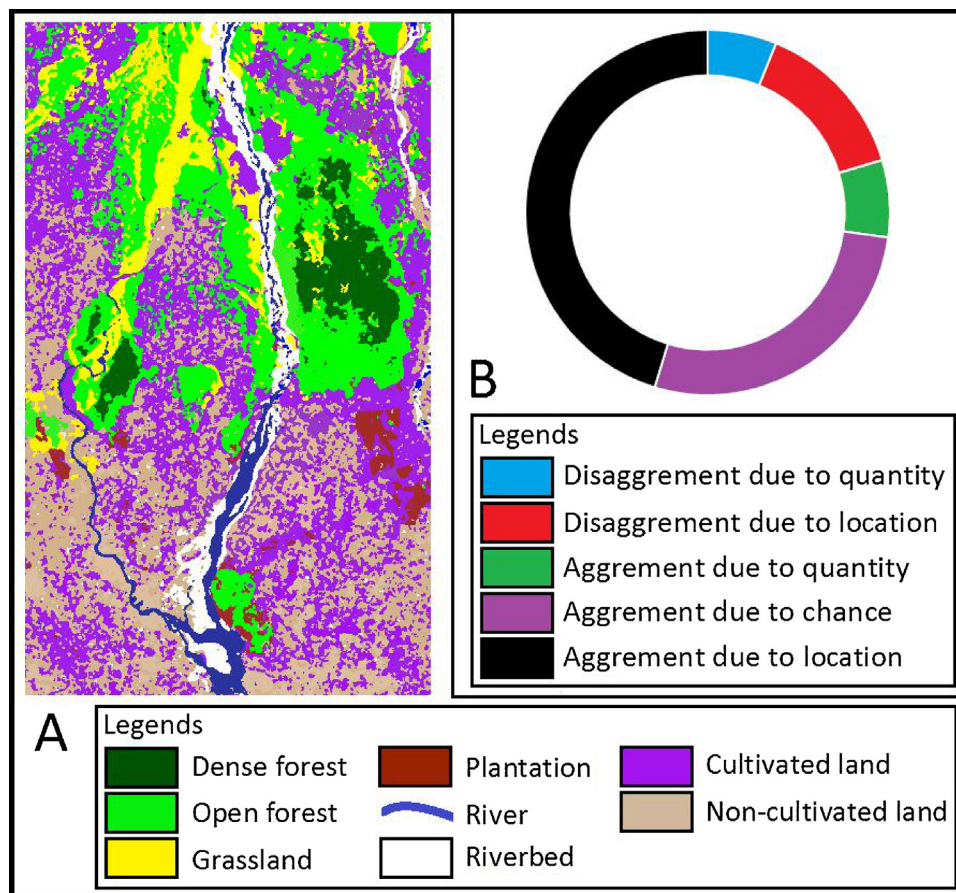 B
Legends
Disaggrement due to quantity
Disaggrement due to location
Aggrement due to quantity
Aggrement due to chance
Aggrement due to location
A
Legends
Dense forest
Open forest
Grassland
Plantation
River
Riverbed
Cultivated land
Non-cultivated land